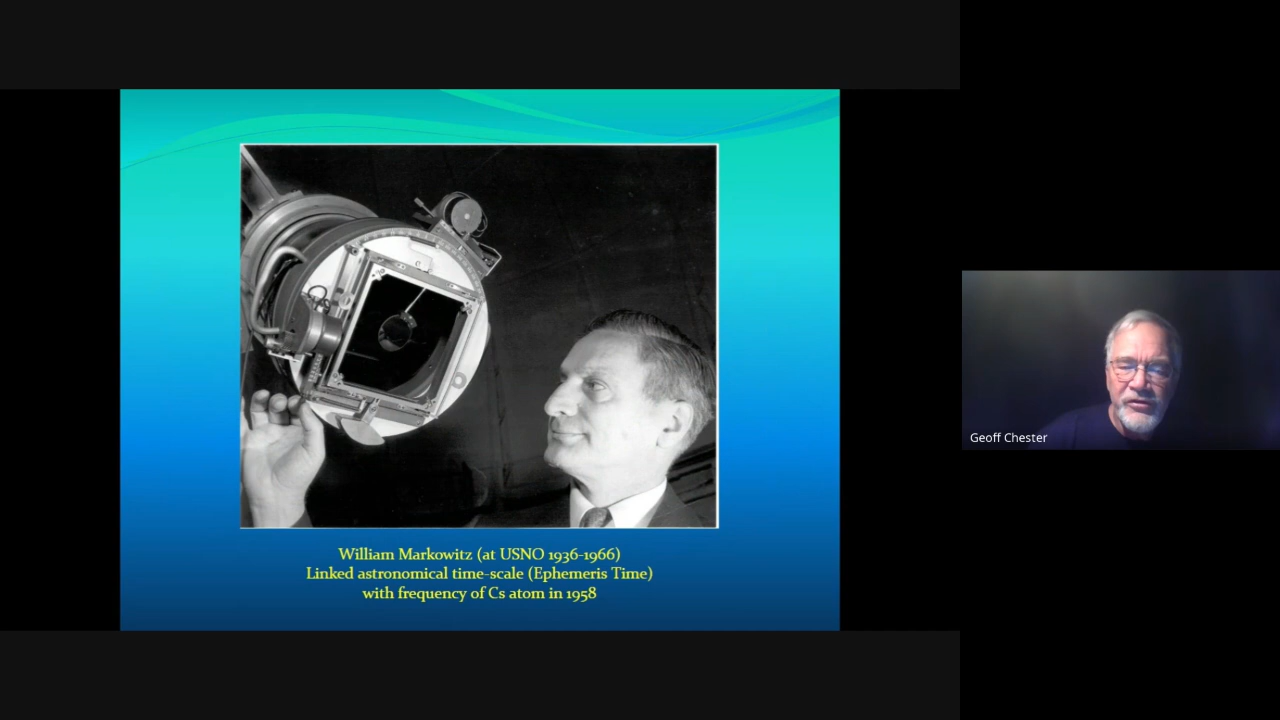 William Markowitz (at USNO 1936-1966)
Linked astronomical time-scale (Ephemeris Time)
with frequency of Cs atom in 1958
Geoff Chester